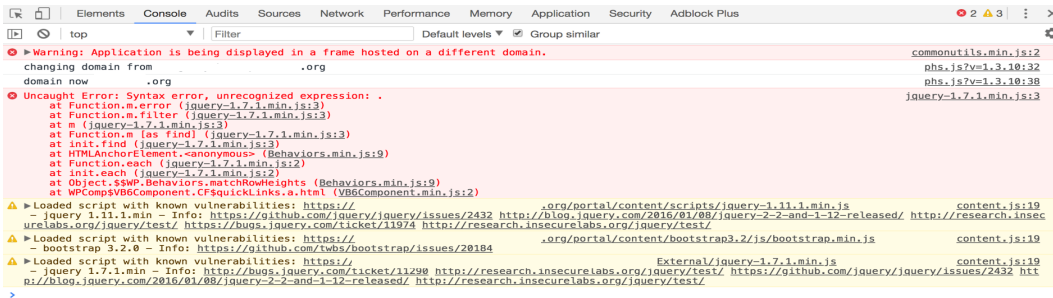 Elements Console Audits Sources Network Performance Memory Application Security Adblock Plus 2 3
top Filter Default levels Group similar
Warning: Application is being displayed in a frame hosted on a different domain. commonutils.min.js:2
changing domain from .org phs.js?v=1.3.10:32
domain now .org phs.js?v=1.3.10:38
Uncaught Error: Syntax error, unrecognized expression: . jquery-1.7.1.min.js:3
at Function.m.error (jquery-1.7.1.min.js:3)
at Function.m.filter (jquery-1.7.1.min.js:3)
at m (jquery-1.7.1.min.js:3)
at Function.m [as find] (jquery-1.7.1.min.js:3)
at init.find (jquery-1.7.1.min.js:3)
at HTMLAnchorElement.<anonymous> (Behaviors.min.js:9)
at Function.each (jquery-1.7.1.min.js:2)
at init.each (jquery-1.7.1.min.js:2)
at Object.$$WP.Behaviors.matchRowHeights (Behaviors.min.js:9)
at WPComp$VB6Component.CF$quickLinks.a.html (VB6Component.min.js:2)
Loaded script with known vulnerabilities: https:// .org/portal/content/scripts/jquery-1.11.1.min.js content.js:19
– jquery 1.11.1.min – Info: https://github.com/jquery/jquery/issues/2432 http://blog.jquery.com/2016/01/08/jquery-2-2-and-1-12-released/ http://research.insec
urelabs.org/jquery/test/ https://bugs.jquery.com/ticket/11974 http://research.insecurelabs.org/jquery/test/
Loaded script with known vulnerabilities: https:// .org/portal/content/bootstrap3.2/js/bootstrap.min.js content.js:19
– bootstrap 3.2.0 – Info: https://github.com/twbs/bootstrap/issues/20184
Loaded script with known vulnerabilities: https:/ External/jquery-1.7.1.min.js content.js:19
– jquery 1.7.1.min – Info: http://bugs.jquery.com/ticket/11290 http://research.insecurelabs.org/jquery/test/ https://github.com/jquery/jquery/issues/2432 htt
p://blog.jquery.com/2016/01/08/jquery-2-2-and-1-12-released/ http://research.insecurelabs.org/jquery/test/